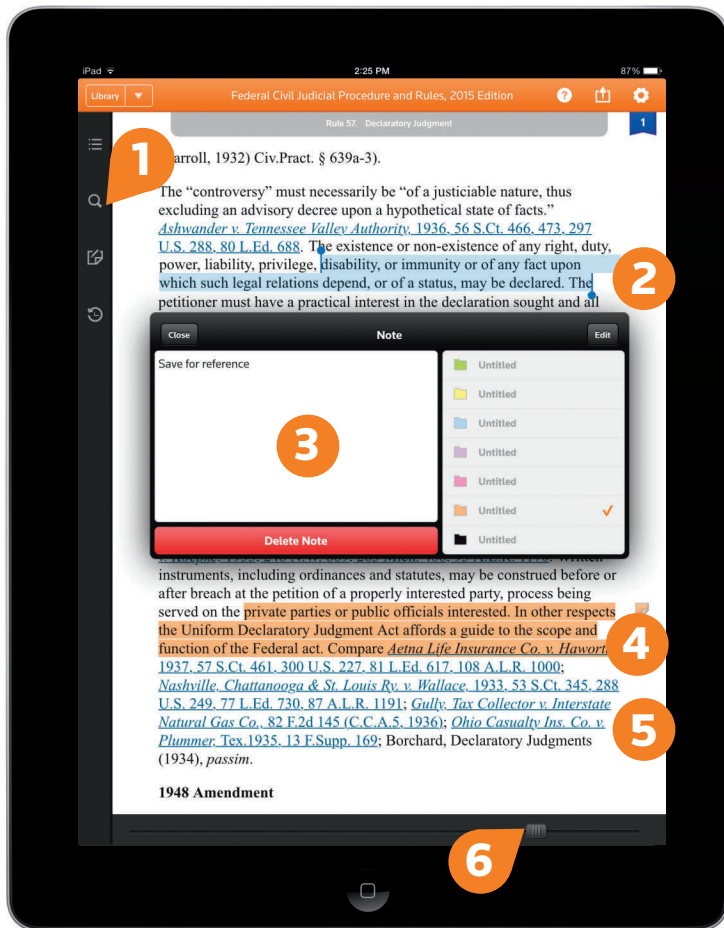 iPad 2:25 PM 87%
Library Federal Civil Judicial Procedure and Rules, 2015 Edition ?
Rule 57. Declaratory Judgment 1
1
arroll, 1932) Civ.Pract. § 639a-3).
The “controversy” must necessarily be “of a justiciable nature, thus
excluding an advisory decree upon a hypothetical state of facts.”
Ashwander v. Tennessee Valley Authority, 1936, 56 S.Ct. 466, 473, 297
U.S. 288, 80 L.Ed. 688. The existence or non-existence of any right, duty,
power, liability, privilege, disability, or immunity or of any fact upon
2
which such legal relations depend, or of a status, may be declared. The
petitioner must have a practical interest in the declaration sought and all
Close Note Edit
Save for reference
3
Untitled
Untitled
Untitled
Untitled
Untitled
Untitled
Untitled
Delete Note
instruments, including ordinances and statutes, may be construed before or
after breach at the petition of a properly interested party, process being
served on the private parties or public officials interested. In other respects
the Uniform Declaratory Judgment Act affords a guide to the scope and
function of the Federal act. Compare Aetna Life Insurance Co. v. Haworth
4
1937, 57 S.Ct. 461, 300 U.S. 227, 81 L.Ed. 617, 108 A.L.R. 1000;
Nashville, Chattanooga & St. Louis Ry. v. Wallace, 1933, 53 S.Ct. 345, 288
U.S. 249, 77 L.Ed. 730, 87 A.L.R. 1191; Gully, Tax Collector v. Interstate
Natural Gas Co., 82 F.2d 145 (C.C.A.5, 1936); Ohio Casualty Ins. Co. v.
5
Plummer, Tex.1935, 13 F.Supp. 169; Borchard, Declaratory Judgments
(1934), passim.
1948 Amendment
6